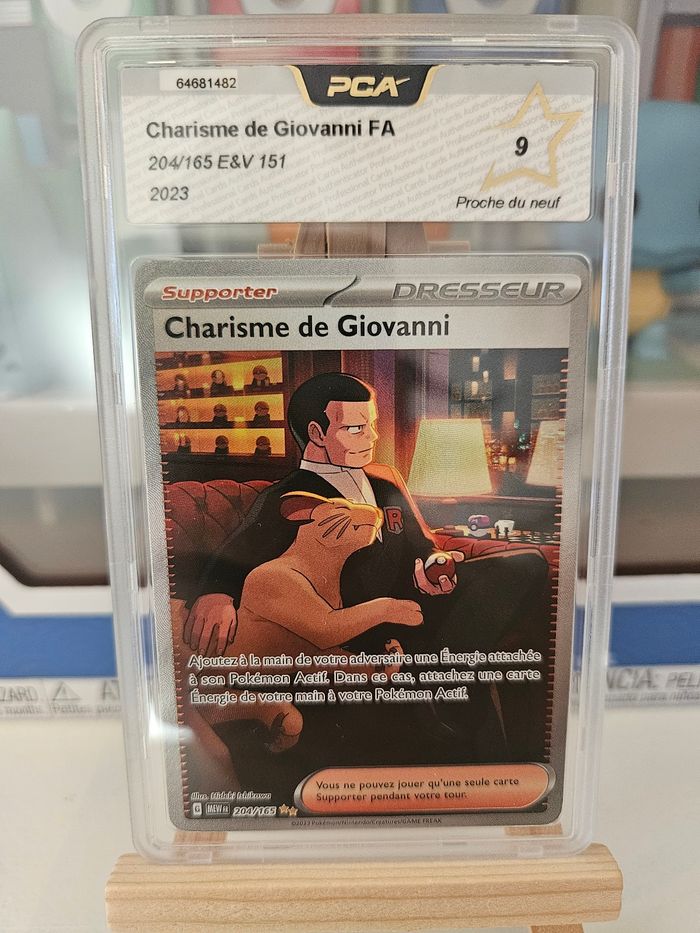 64681482
PCA
Charisme de Giovanni FA
204/165 E&V 151
2023
9
Proche du neuf
Supporter
DRESSEUR
Charisme de Giovanni
R
Ajoutez à la main de votre adversaire une Énergie attachée
à son Pokémon Actif. Dans ce cas, attachez une carte
Énergie de votre main à votre Pokémon Actif.
Vous ne pouvez jouer qu'une seule carte
Supporter pendant votre tour.
Illus. Hideki Ishikawa
G MEW FR 204/165
©2023 Pokémon/Nintendo/Creatures/GAME FREAK